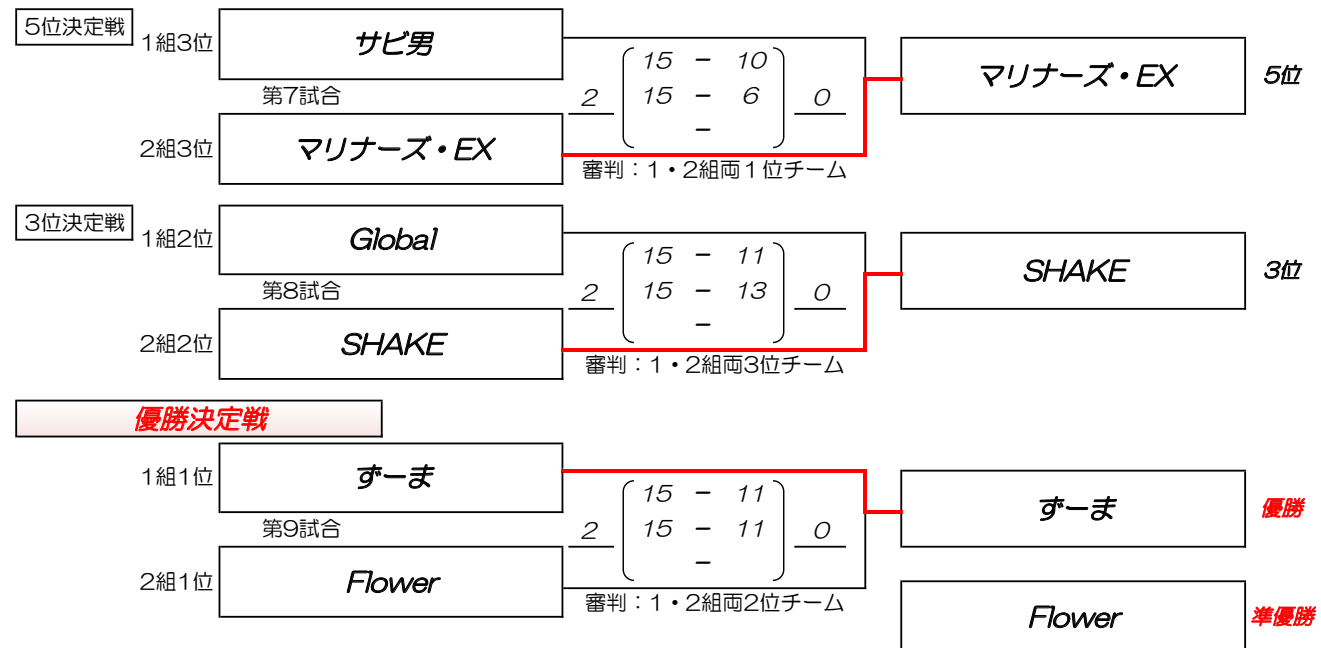 5位決定戦
1組3位
サビ男
15 - 10
マリナーズ・EX
5位
第7試合
2
15 - 6
0
-
2組3位
マリナーズ・EX
審判:1・2組両1位チーム
3位決定戦
1組2位
Global
15 - 11
SHAKE
3位
第8試合
2
15 - 13
0
-
2組2位
SHAKE
審判:1・2組両3位チーム
優勝決定戦
1組1位
ずーま
15 - 11
ずーま
優勝
第9試合
2
15 - 11
0
-
2組1位
Flower
審判:1・2組両2位チーム
Flower
準優勝